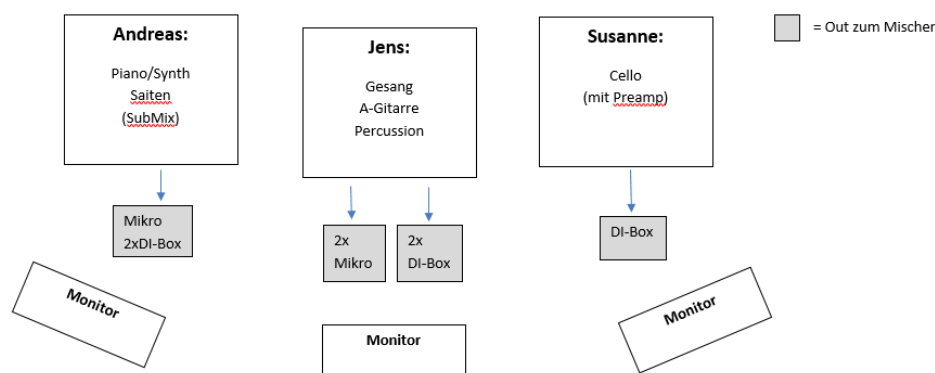 Andreas:
Piano/Synth
Saiten
(SubMix)
Jens:
Gesang
A-Gitarre
Percussion
Susanne:
Cello
(mit Preamp)
= Out zum Mischer
Mikro
2xDI-Box
2x
Mikro
2x
DI-Box
DI-Box
Monitor
Monitor
Monitor